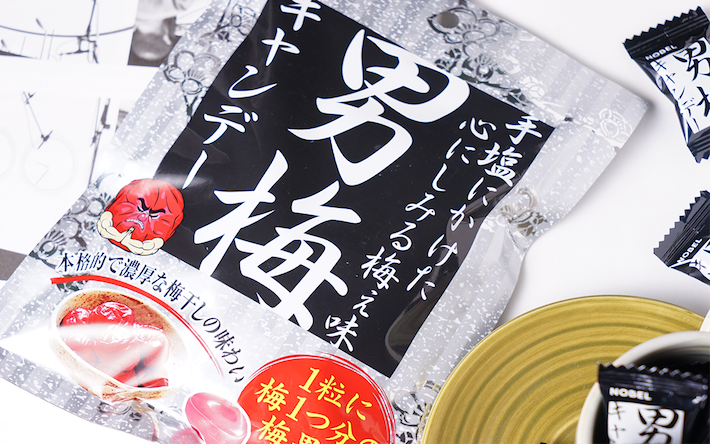 手塩にかけた
心にしみる梅え味
男梅
キャンデー
本格的で濃厚な梅干しの味わい
1粒に
梅1つ分の
梅
NOBEL
男梅
キャンデー
NOBEL
男
キャ